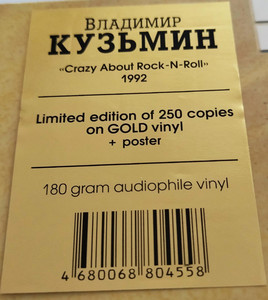 Владимир
КУЗЬМИН
"Crazy About Rock-N-Roll"
1992
Limited edition of 250 copies
on GOLD vinyl
+ poster
180 gram audiophile vinyl
4 680068 804558